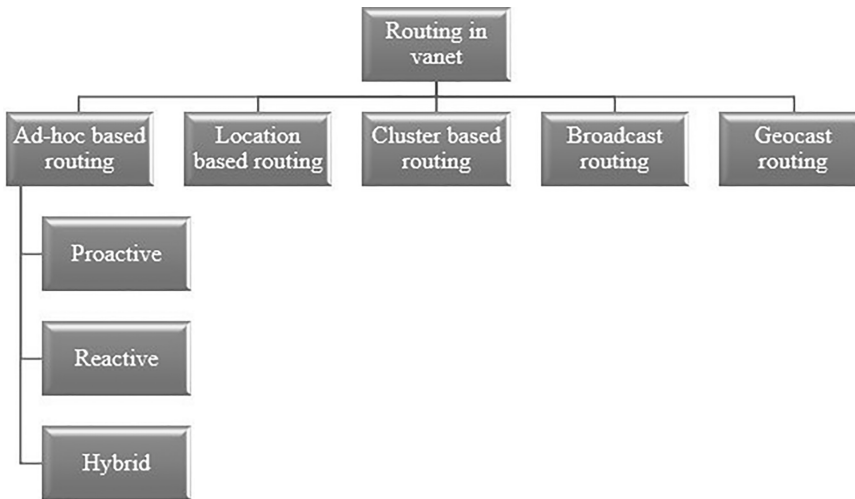 Routing in
vanet
Ad-hoc based
routing
Location
based routing
Cluster based
routing
Broadcast
routing
Geocast
routing
Proactive
Reactive
Hybrid